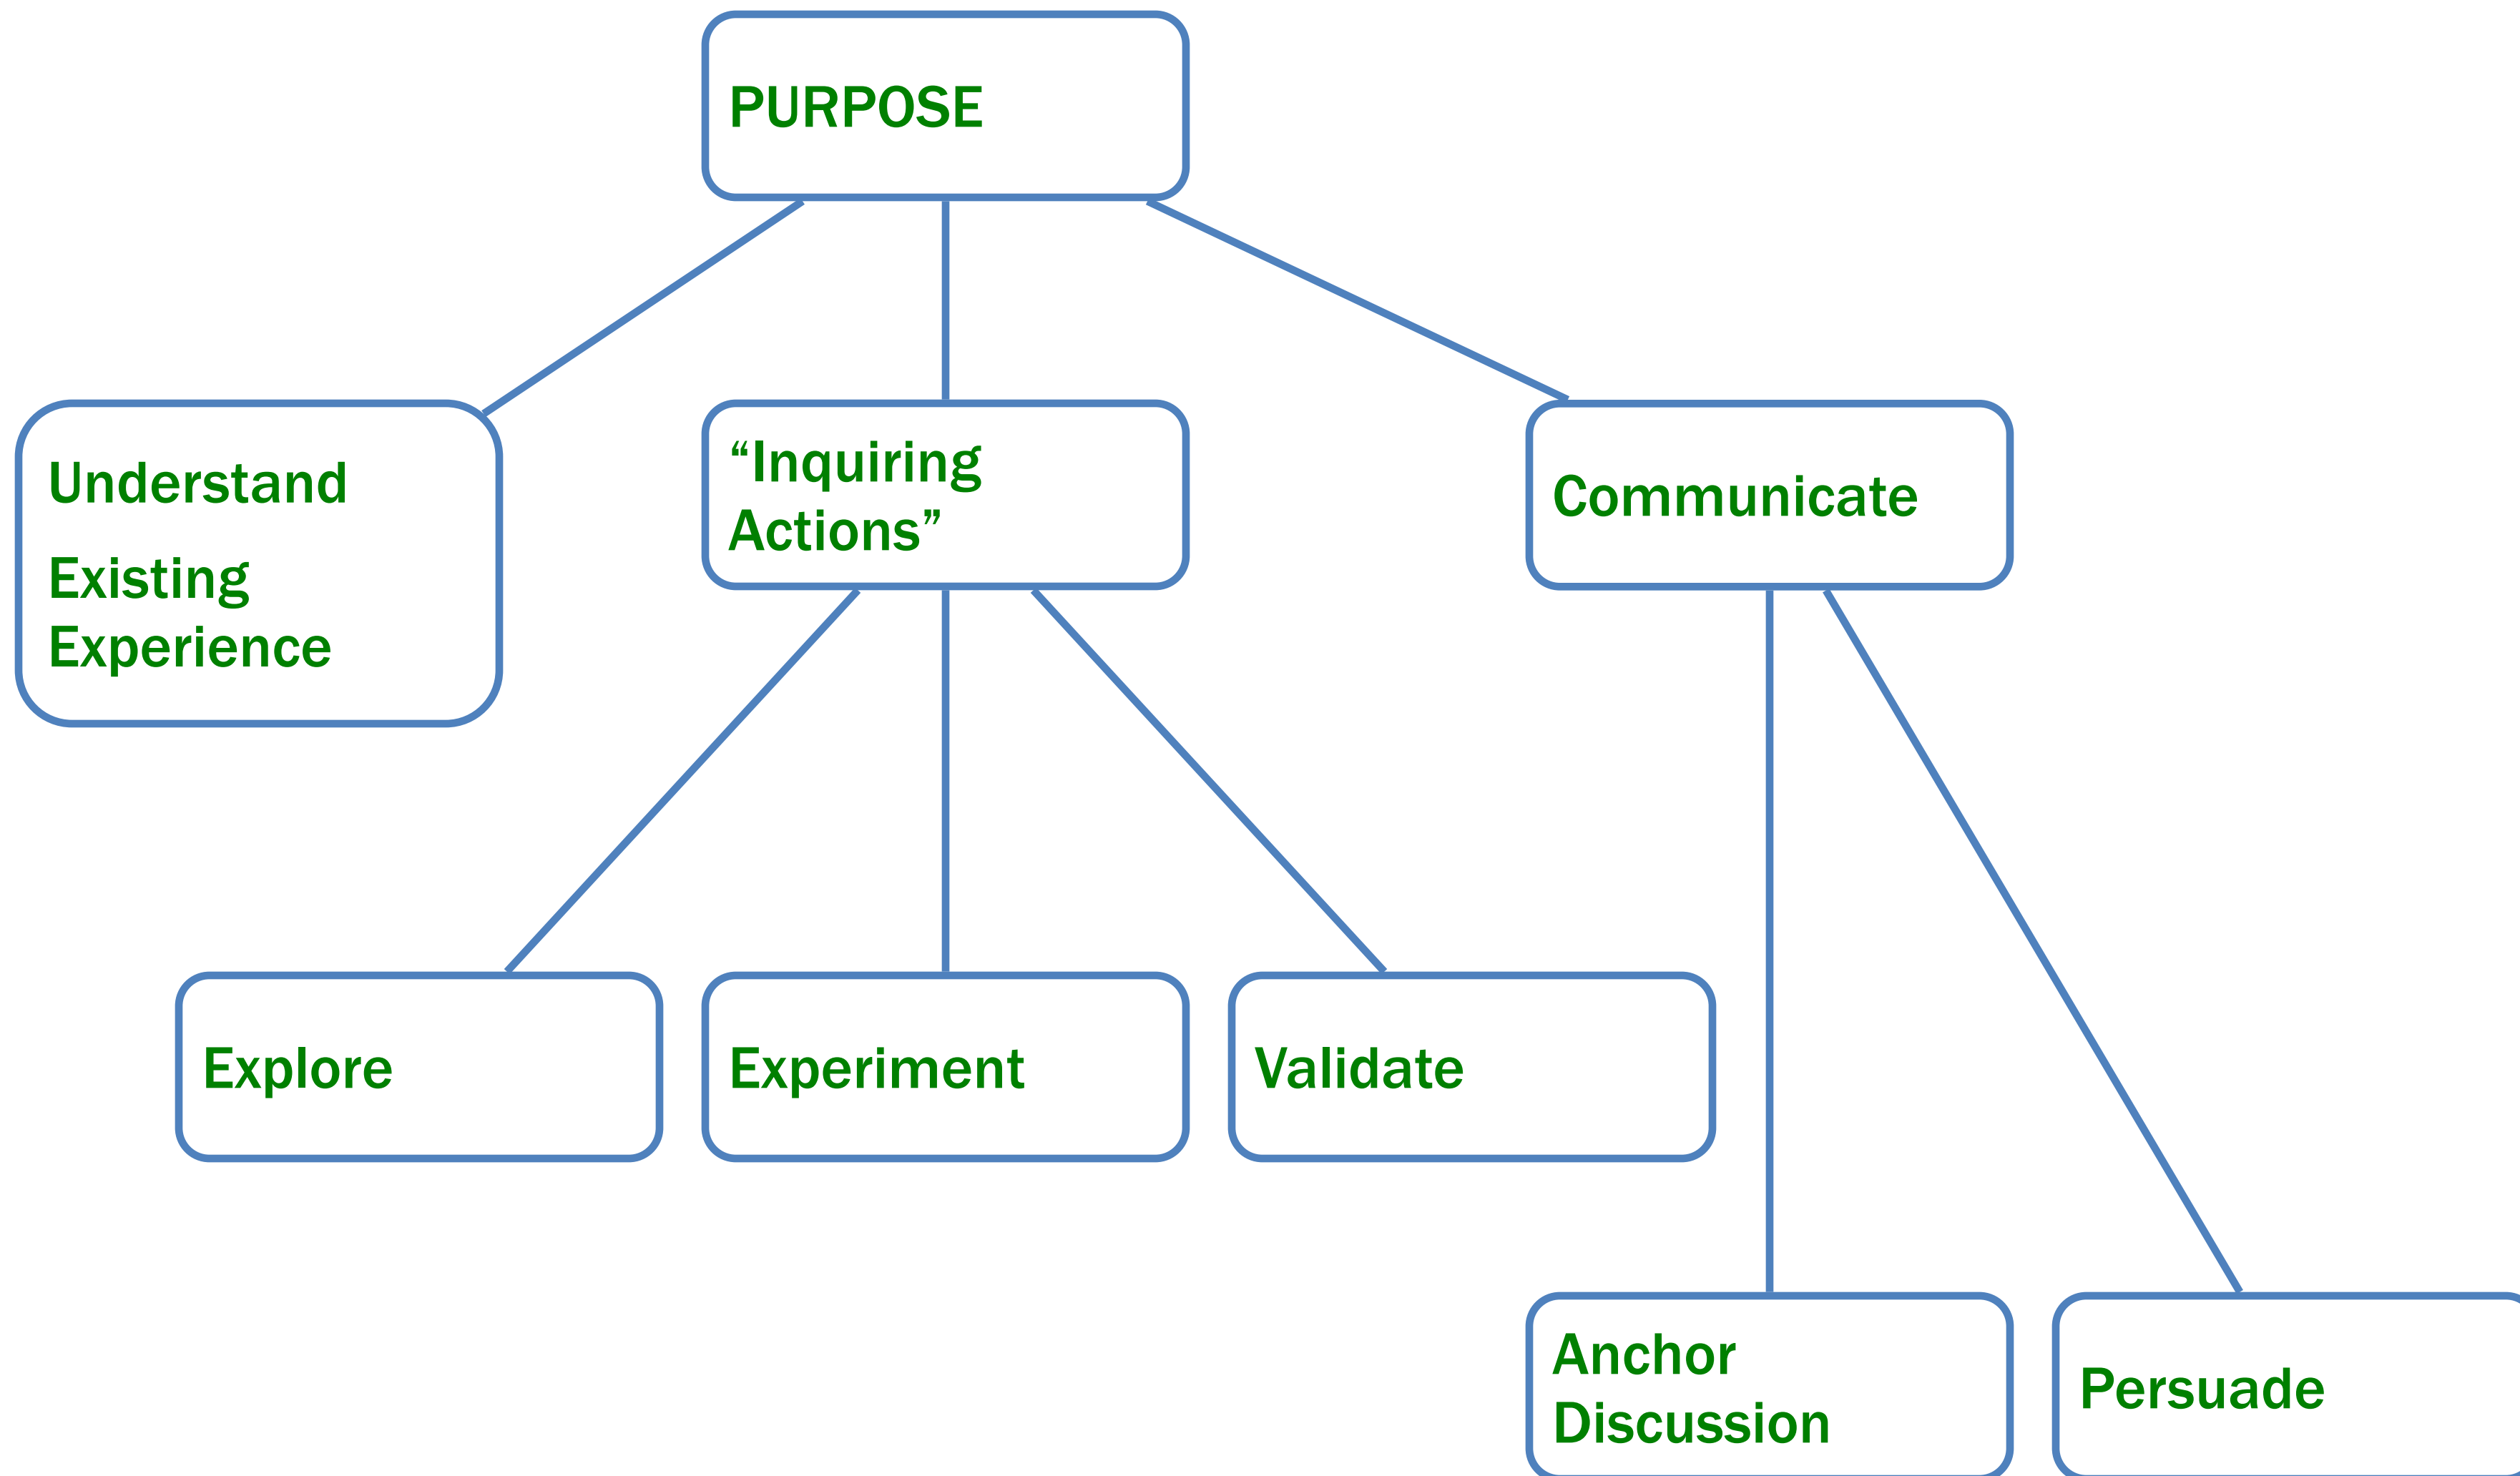 PURPOSE
Understand
Existing
Experience
“Inquiring
Actions”
Communicate
Explore
Experiment
Validate
Anchor
Discussion
Persuade